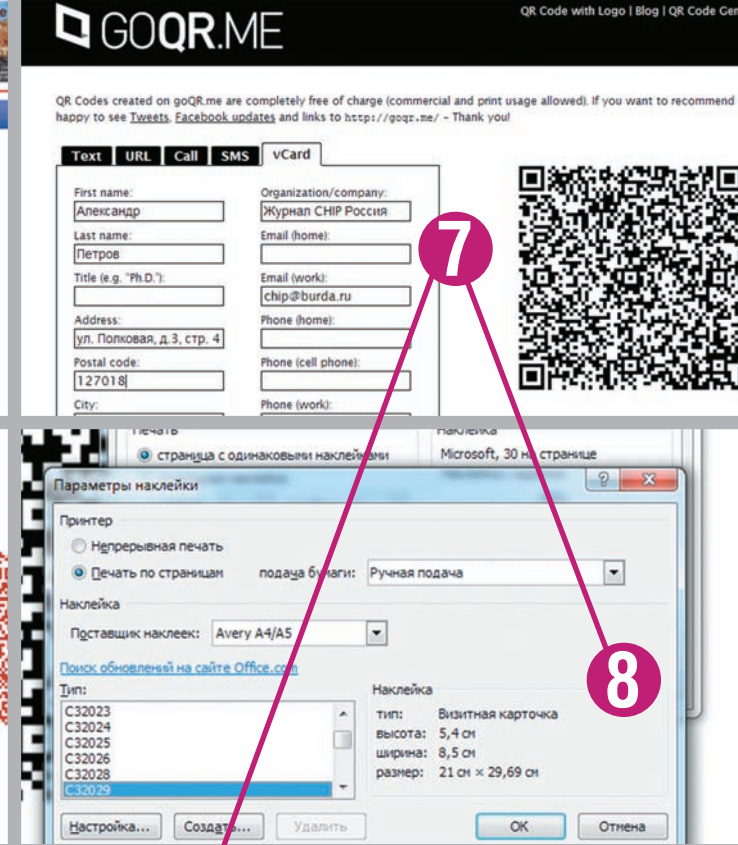 GOQR.ME
QR Code with Logo | Blog | QR Code Gen
QR Codes created on goQR.me are completely free of charge (commercial and print usage allowed). If you want to recommend
happy to see Tweets, Facebook updates and links to http://goqr.me/ - Thank you!
Text URL Call SMS vCard
First name: Organization/company:
Александр Журнал CHIP Россия
Last name: Email (home):
Петров
Title (e.g. "Ph.D."): Email (work):
chip@burda.ru
Address: Phone (home):
ул. Полковая, д.3, стр. 4
Postal code: Phone (cell phone):
127018
City: Phone (work):
7
Печать Наклейка
страница с одинаковыми наклейками Microsoft, 30 на странице
Параметры наклейки
Принтер
Непрерывная печать
Печать по страницам подача бумаги: Ручная подача
Наклейка
Поставщик наклеек: Avery A4/A5
Поиск обновлений на сайте Office.com
8
Тип: Наклейка
C32023 тип: Визитная карточка
C32024 высота: 5,4 см
C32025 ширина: 8,5 см
C32026 размер: 21 см × 29,69 см
C32028
C32029
Настройка... Создать... Удалить OK Отмена